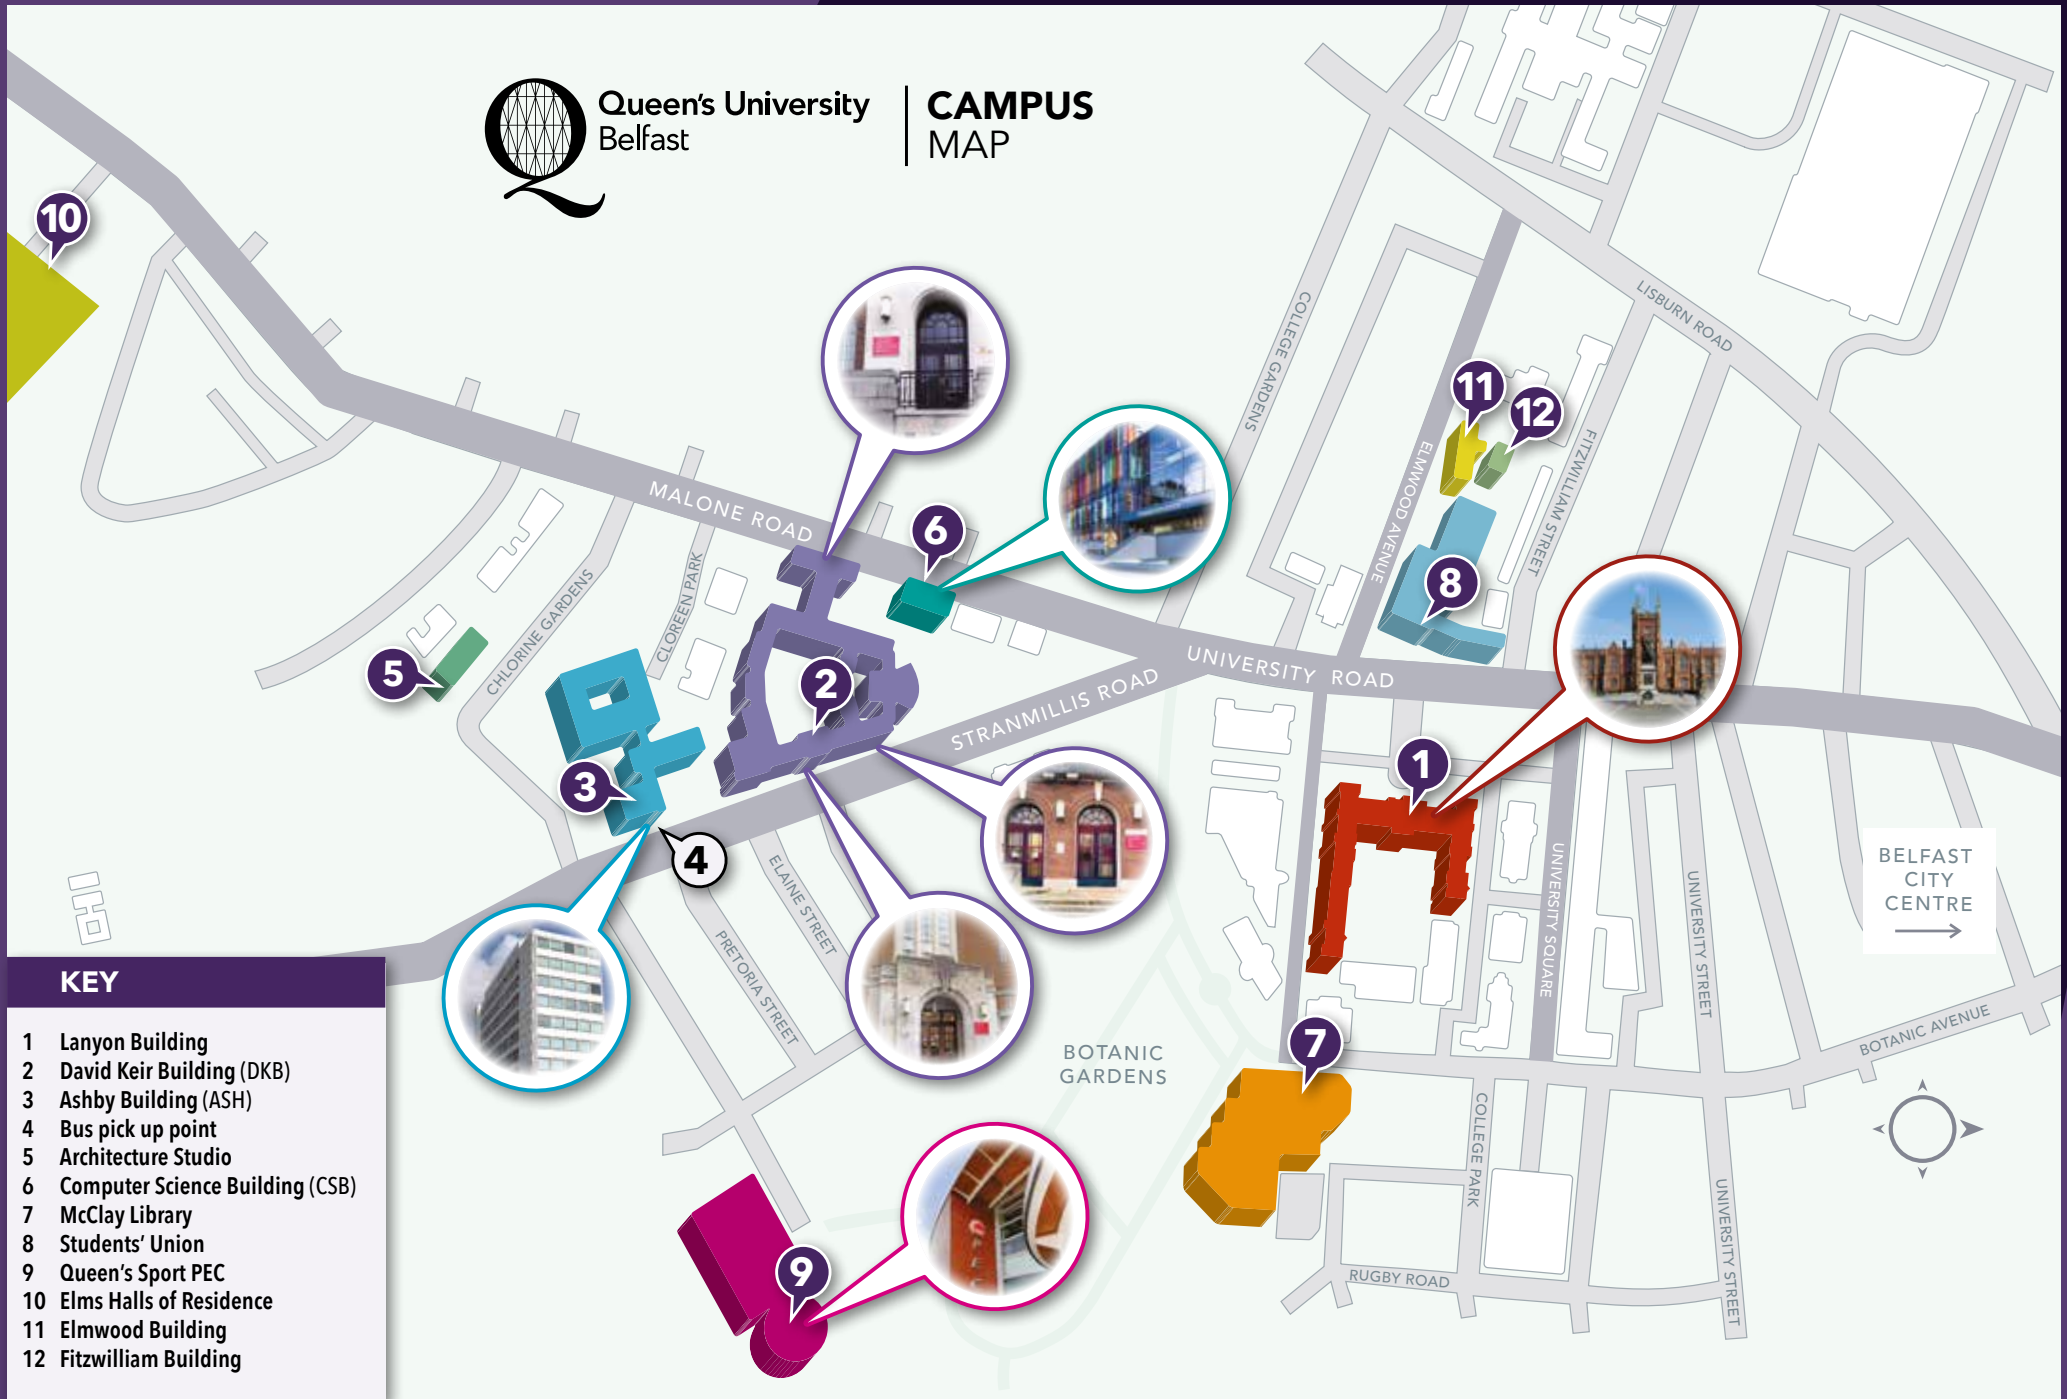 Queen's University
Belfast
CAMPUS
MAP
10
LISBURN ROAD
COLLEGE GARDENS
11
12
ELMWOOD AVENUE
FITZWILLIAM STREET
MALONE ROAD
6
8
CHLORINE GARDENS
CLOREEN PARK
5
2
UNIVERSITY ROAD
STRANMILLIS ROAD
3
1
4
ELAINE STREET
PRETORIA STREET
UNIVERSITY SQUARE
UNIVERSITY STREET
BELFAST
CITY
CENTRE
BOTANIC AVENUE
BOTANIC
GARDENS
7
COLLEGE PARK
UNIVERSITY STREET
RUGBY ROAD
9
KEY
1 Lanyon Building
2 David Keir Building (DKB)
3 Ashby Building (ASH)
4 Bus pick up point
5 Architecture Studio
6 Computer Science Building (CSB)
7 McClay Library
8 Students' Union
9 Queen's Sport PEC
10 Elms Halls of Residence
11 Elmwood Building
12 Fitzwilliam Building